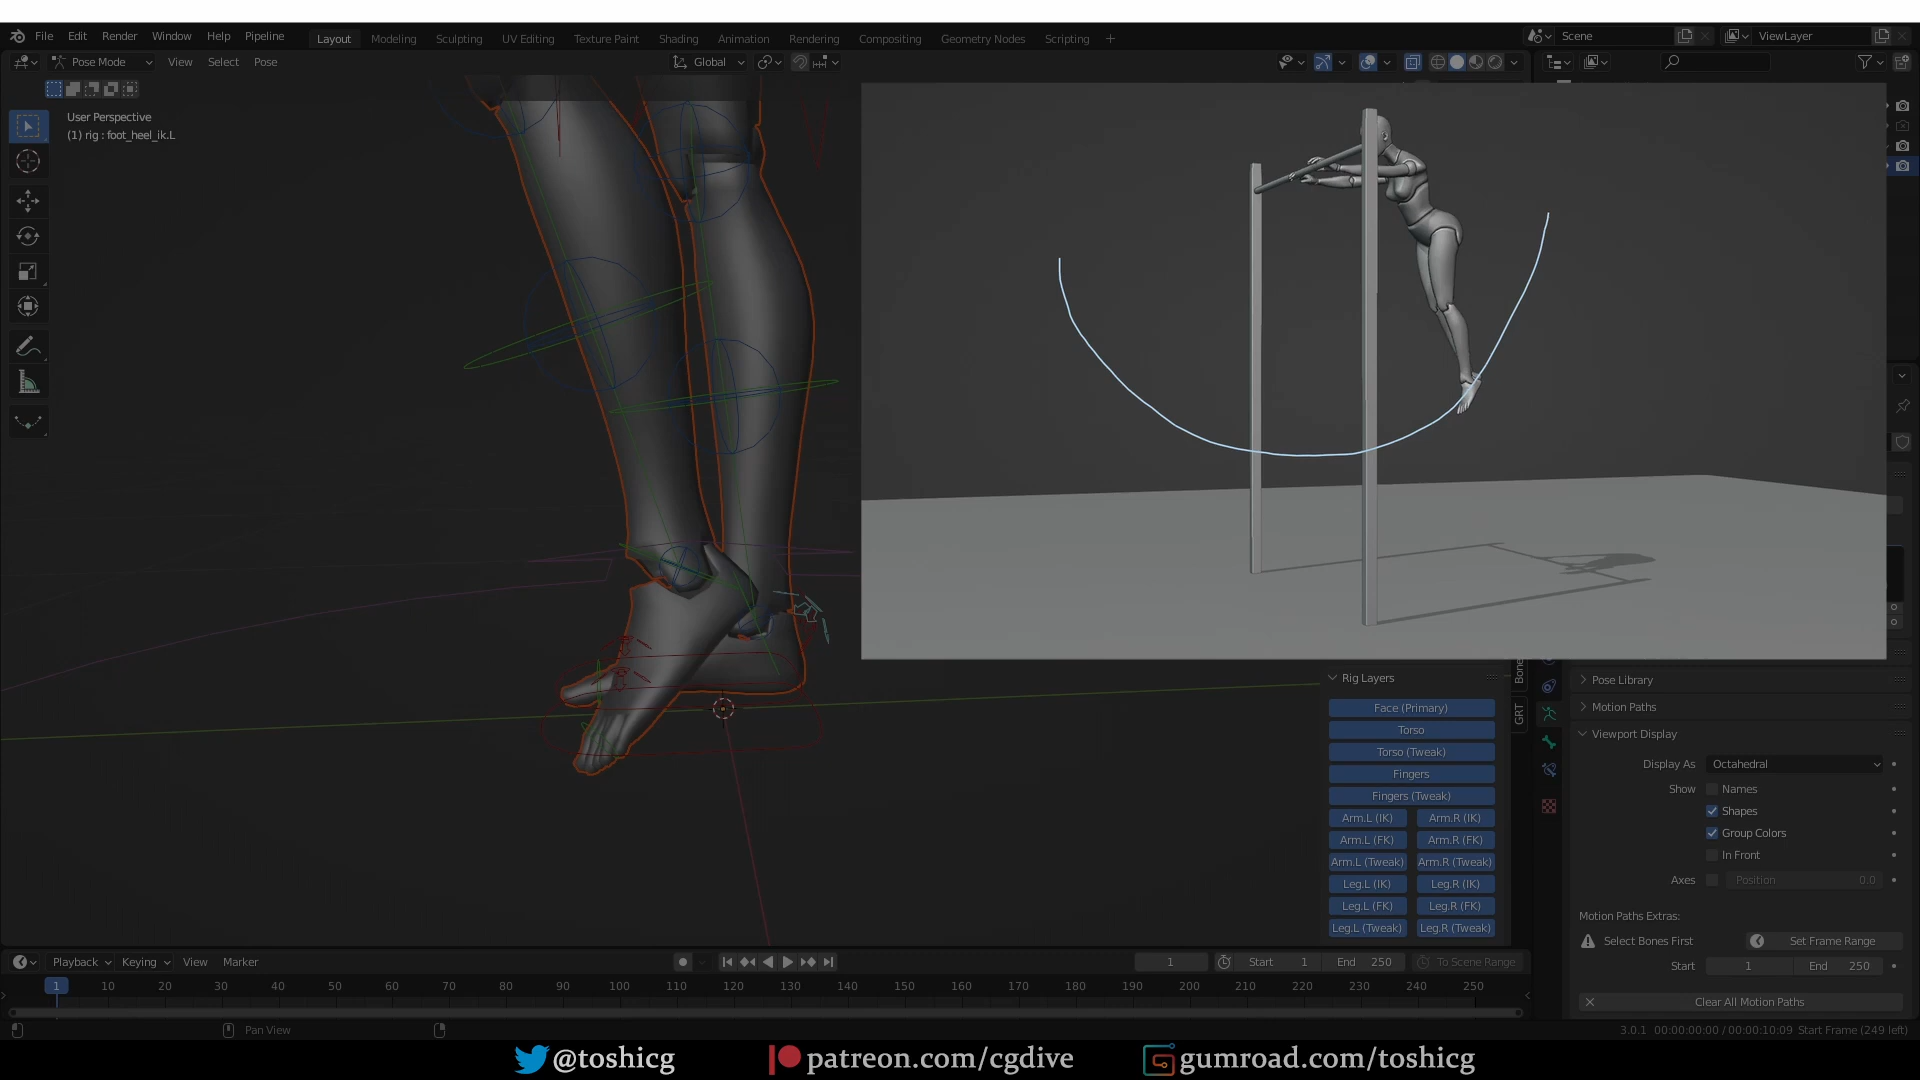 File Edit Render Window Help Pipeline Layout Modeling Sculpting UV Editing Texture Paint Shading Animation Rendering Compositing Geometry Nodes Scripting + Scene ViewLayer
Pose Mode View Select Pose Global
User Perspective
(1) rig : foot_heel_ik.L
Bone
GRT
Rig Layers
Face (Primary)
Torso
Torso (Tweak)
Fingers
Fingers (Tweak)
Arm.L (IK) Arm.R (IK)
Arm.L (FK) Arm.R (FK)
Arm.L (Tweak) Arm.R (Tweak)
Leg.L (IK) Leg.R (IK)
Leg.L (FK) Leg.R (FK)
Leg.L (Tweak) Leg.R (Tweak)
Pose Library
Motion Paths
Viewport Display
Display As Octahedral
Show Names
Shapes
Group Colors
In Front
Axes Position 0.0
Motion Paths Extras:
Select Bones First Set Frame Range
Start 1 End 250
Clear All Motion Paths
Playback Keying View Marker 1 Start 1 End 250 To Scene Range
1 10 20 30 40 50 60 70 80 90 100 110 120 130 140 150 160 170 180 190 200 210 220 230 240 250
Pan View 3.0.1 00:00:00:00 / 00:00:10:09 Start Frame (249 left)
@toshicg patreon.com/cgdive gumroad.com/toshicg